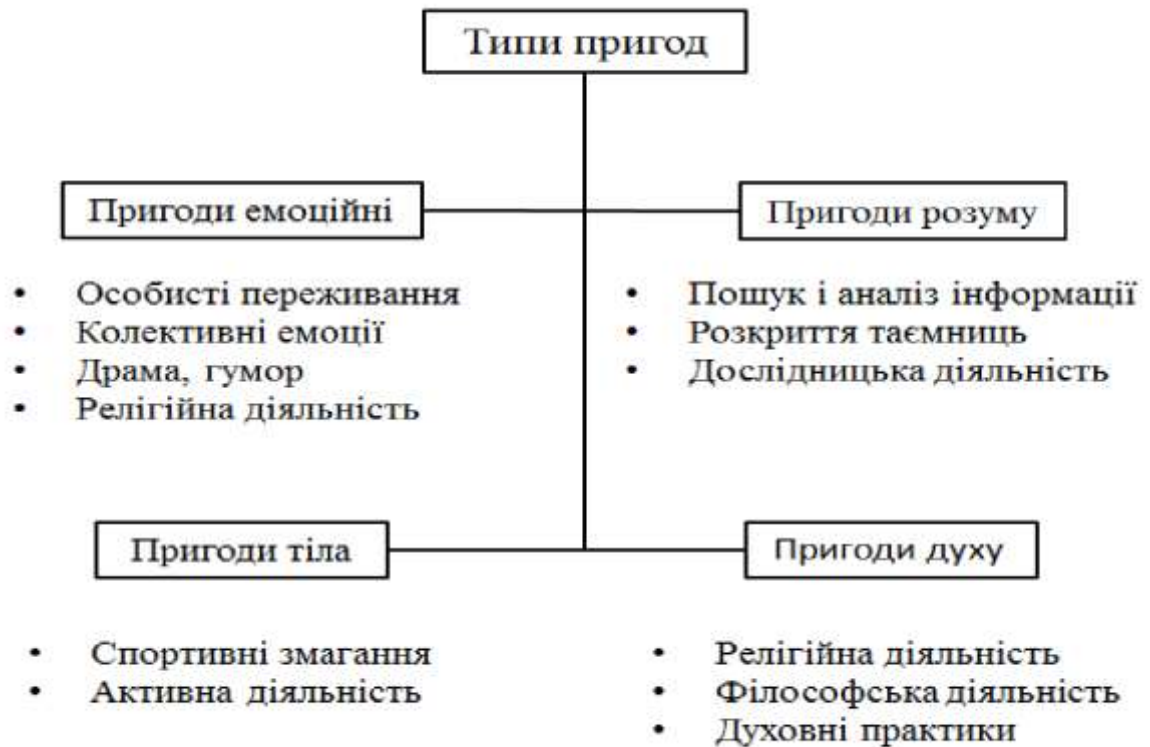 Типи пригод
Пригоди емоційні
• Особисті переживання
• Колективні емоції
• Драма, гумор
• Релігійна діяльність
Пригоди розуму
• Пошук і аналіз інформації
• Розкриття таємниць
• Дослідницька діяльність
Пригоди тіла
• Спортивні змагання
• Активна діяльність
Пригоди духу
• Релігійна діяльність
• Філософська діяльність
• Духовні практики